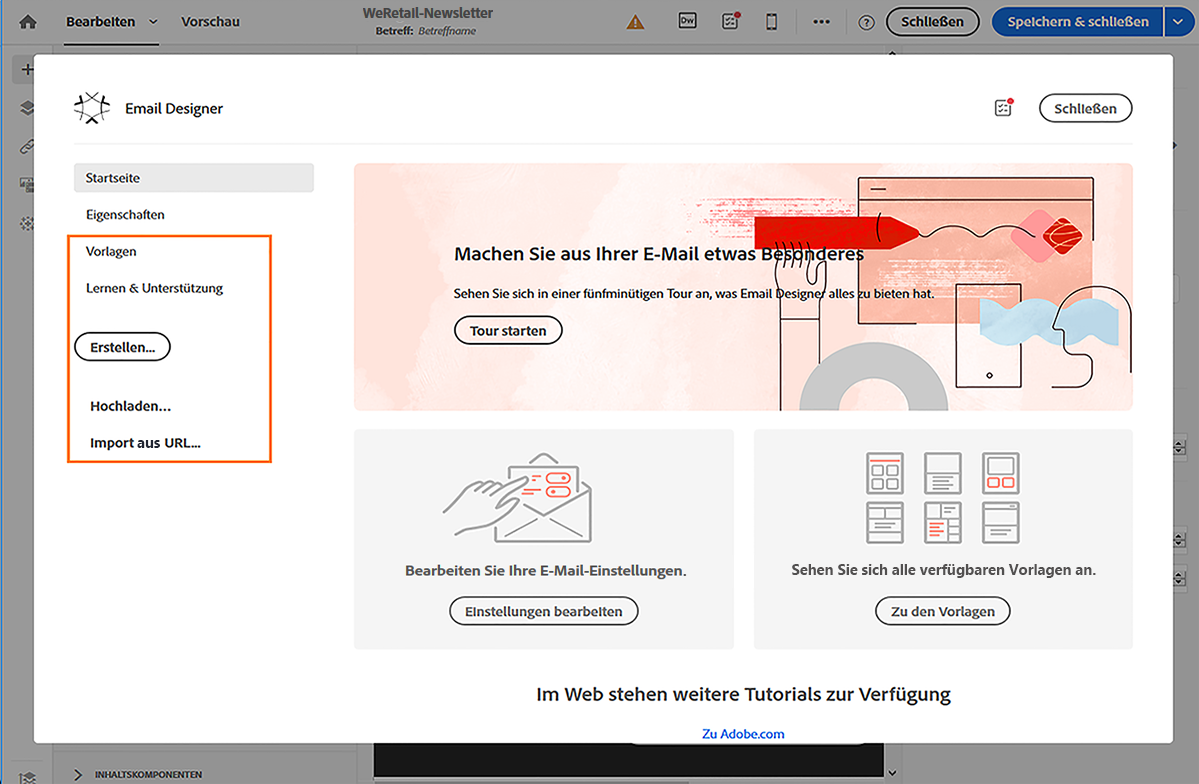 Bearbeiten
Vorschau
WeRetail-Newsletter
Betreff: Betreffname
Dw
?
Schließen
Speichern & schließen
Email Designer
Schließen
Startseite
Eigenschaften
Vorlagen
Lernen & Unterstützung
Erstellen...
Hochladen...
Import aus URL...
Machen Sie aus Ihrer E-Mail etwas Besonderes
Sehen Sie sich in einer fünfminütigen Tour an, was Email Designer alles zu bieten hat.
Tour starten
Bearbeiten Sie Ihre E-Mail-Einstellungen.
Einstellungen bearbeiten
Sehen Sie sich alle verfügbaren Vorlagen an.
Zu den Vorlagen
Im Web stehen weitere Tutorials zur Verfügung
Zu Adobe.com
INHALTSKOMPONENTEN